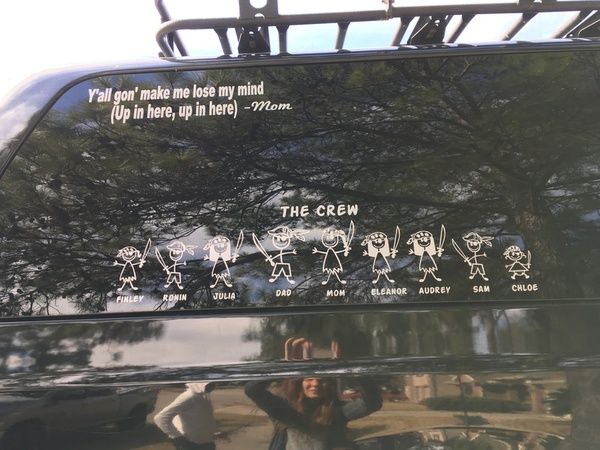 Y'all gon' make me lose my mind
(Up in here, up in here) -Mom
THE CREW
FINLEY RONIN JULIA DAD MOM ELEANOR AUDREY SAM CHLOE